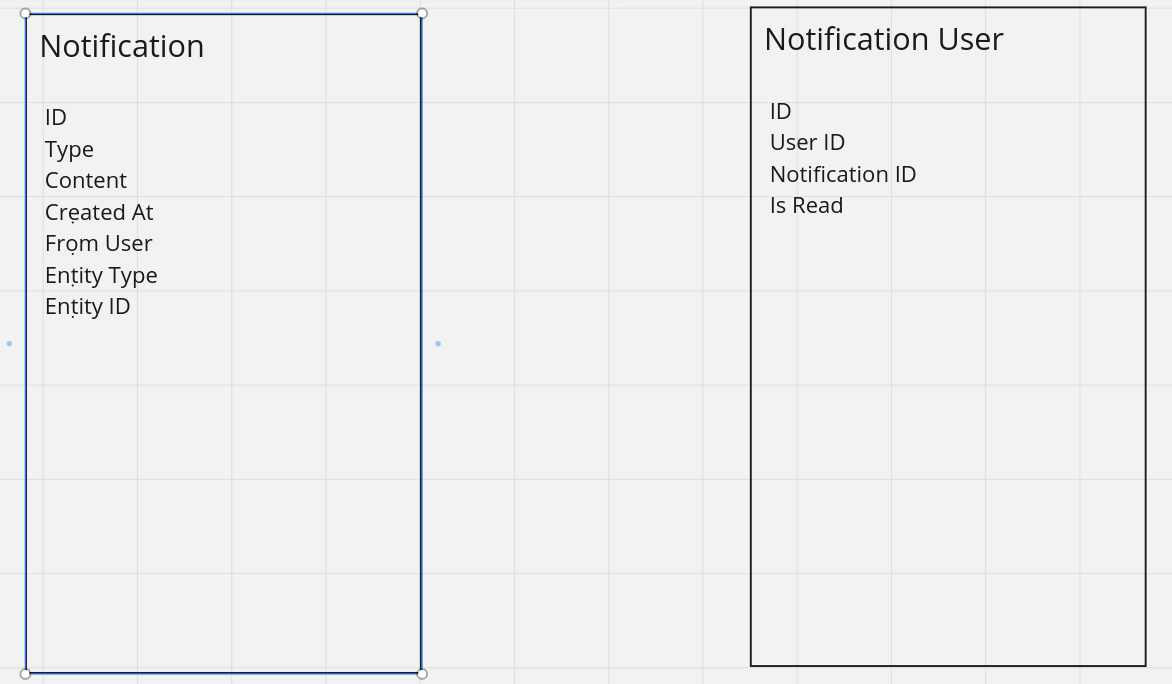 Notification
ID
Type
Content
Created At
From User
Entity Type
Entity ID
Notification User
ID
User ID
Notification ID
Is Read